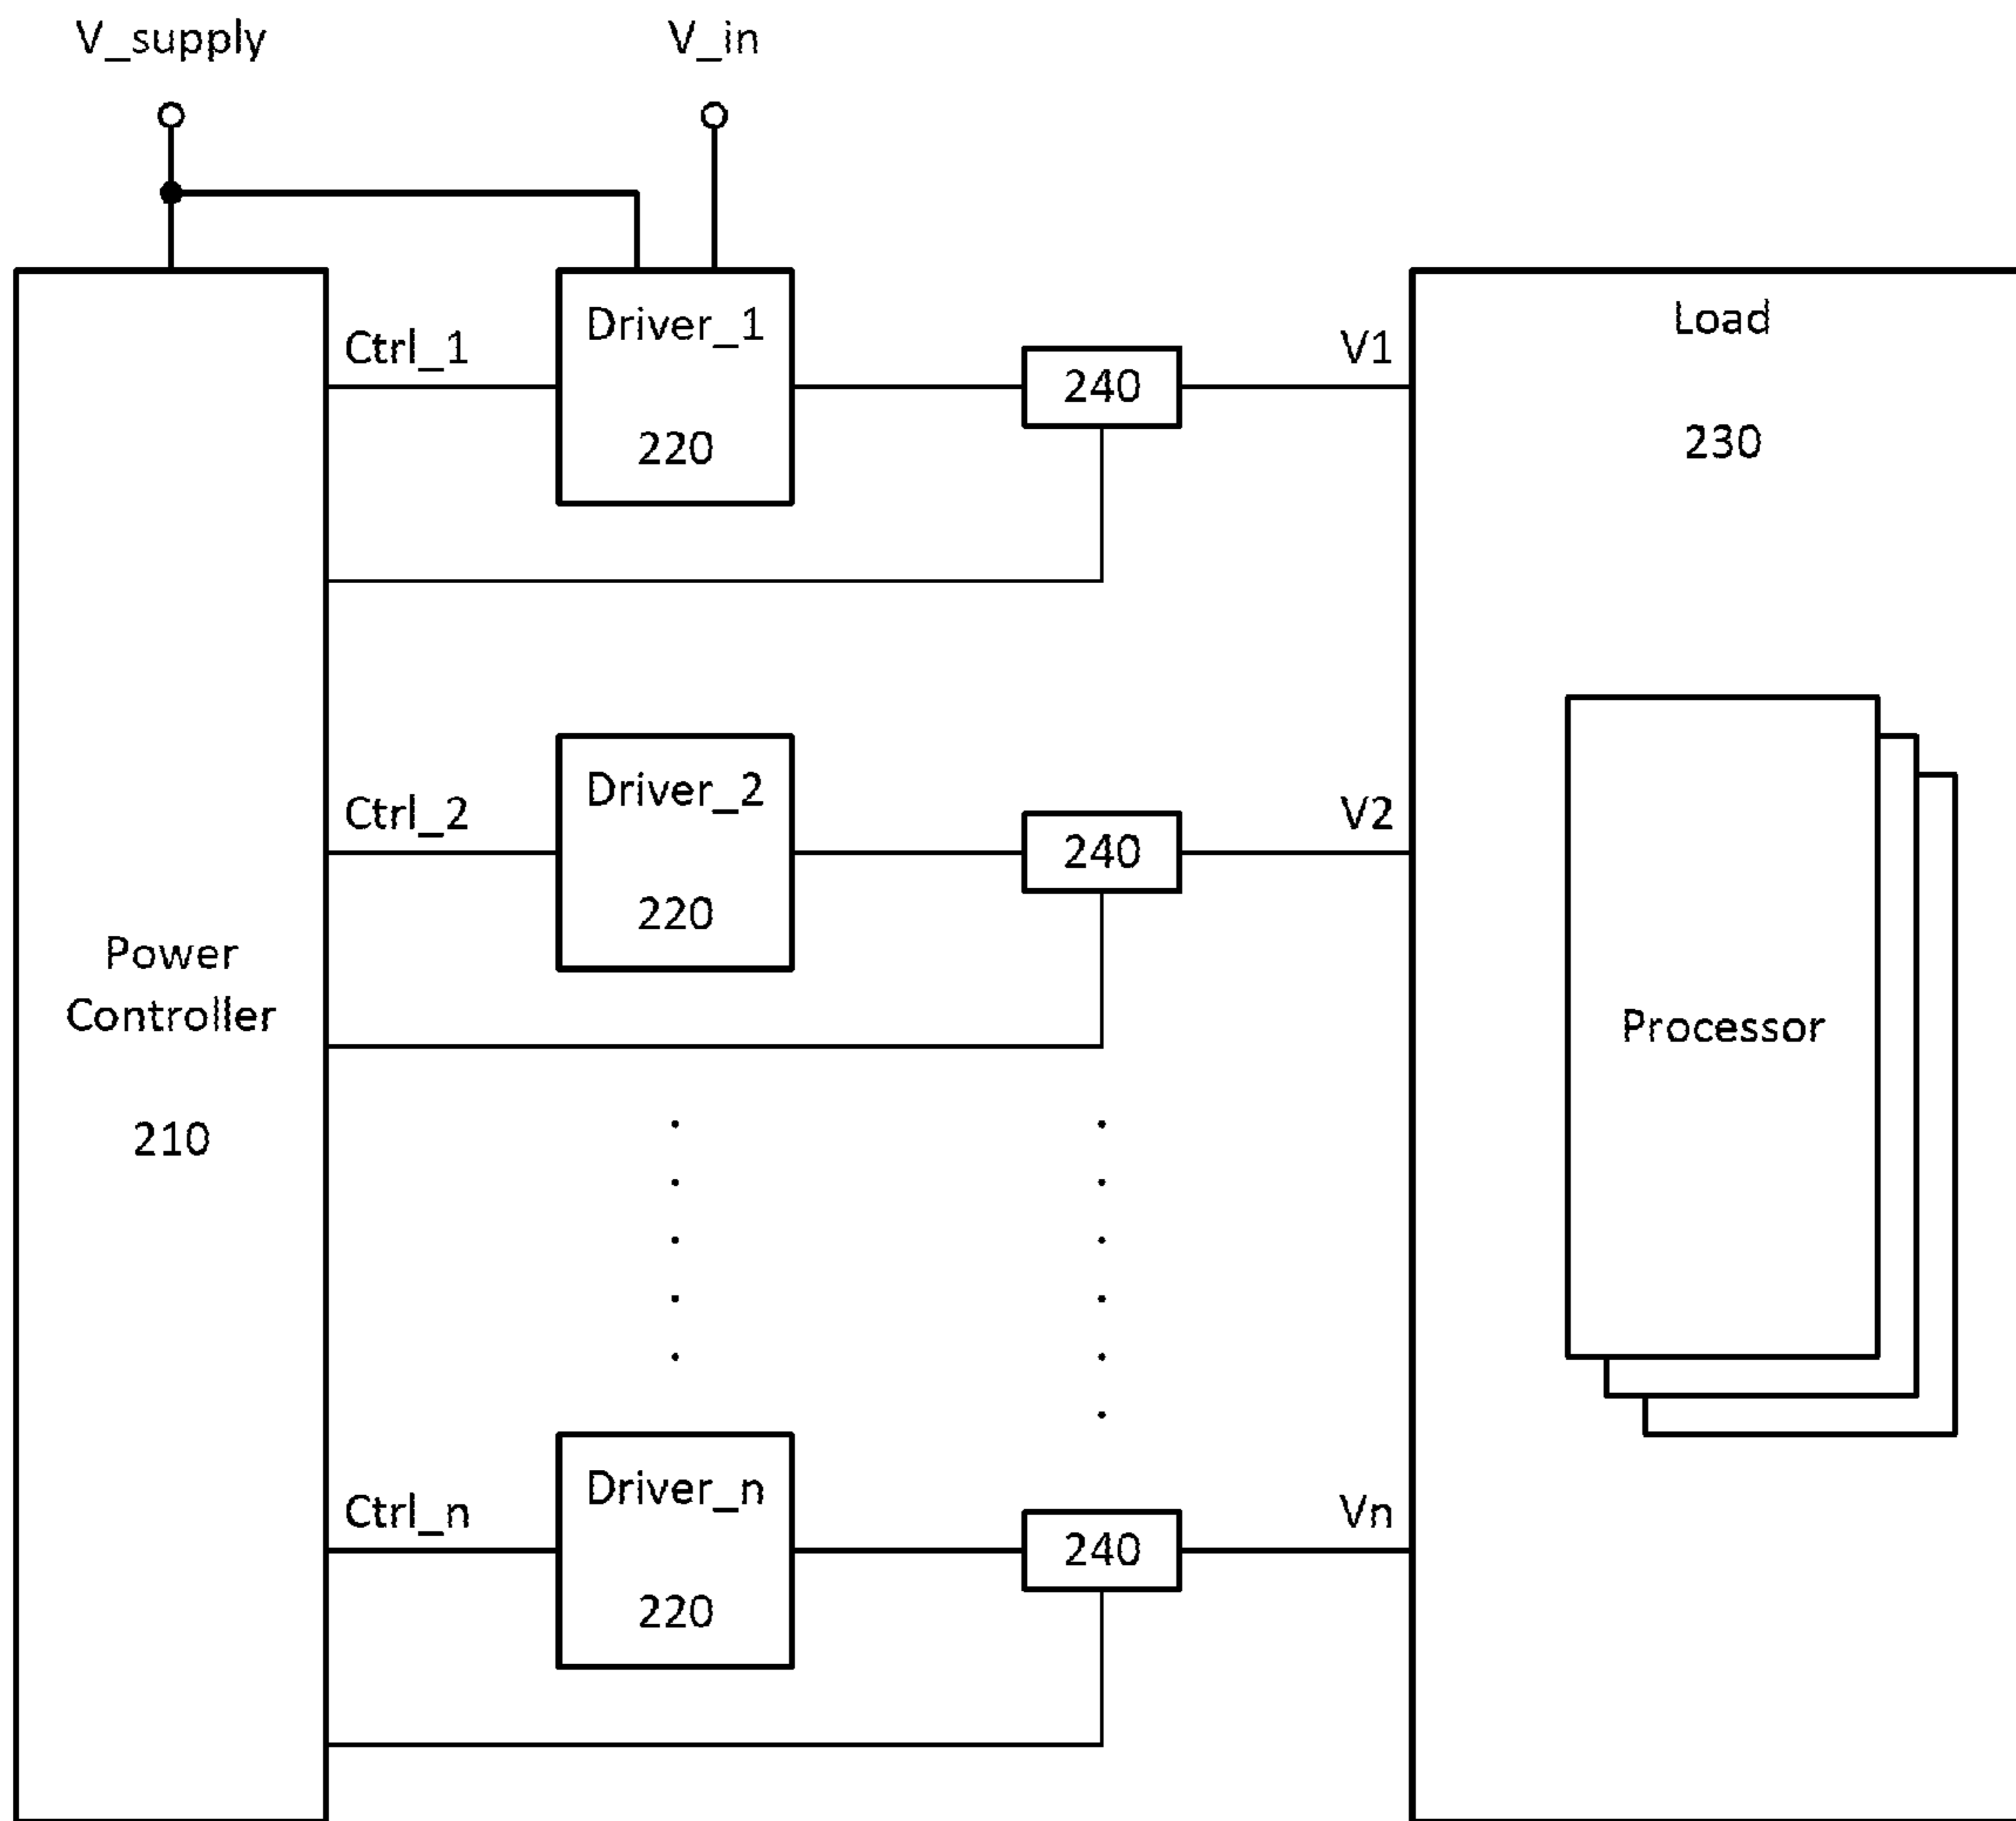 V_supply
V_in
Driver_1
Load
Ctrl_1
V1
240
230
220
Driver_2
Ctrl_2
V2
240
220
Power
Controller
Processor
210
Driver_n
Ctrl_n
Vn
240
220